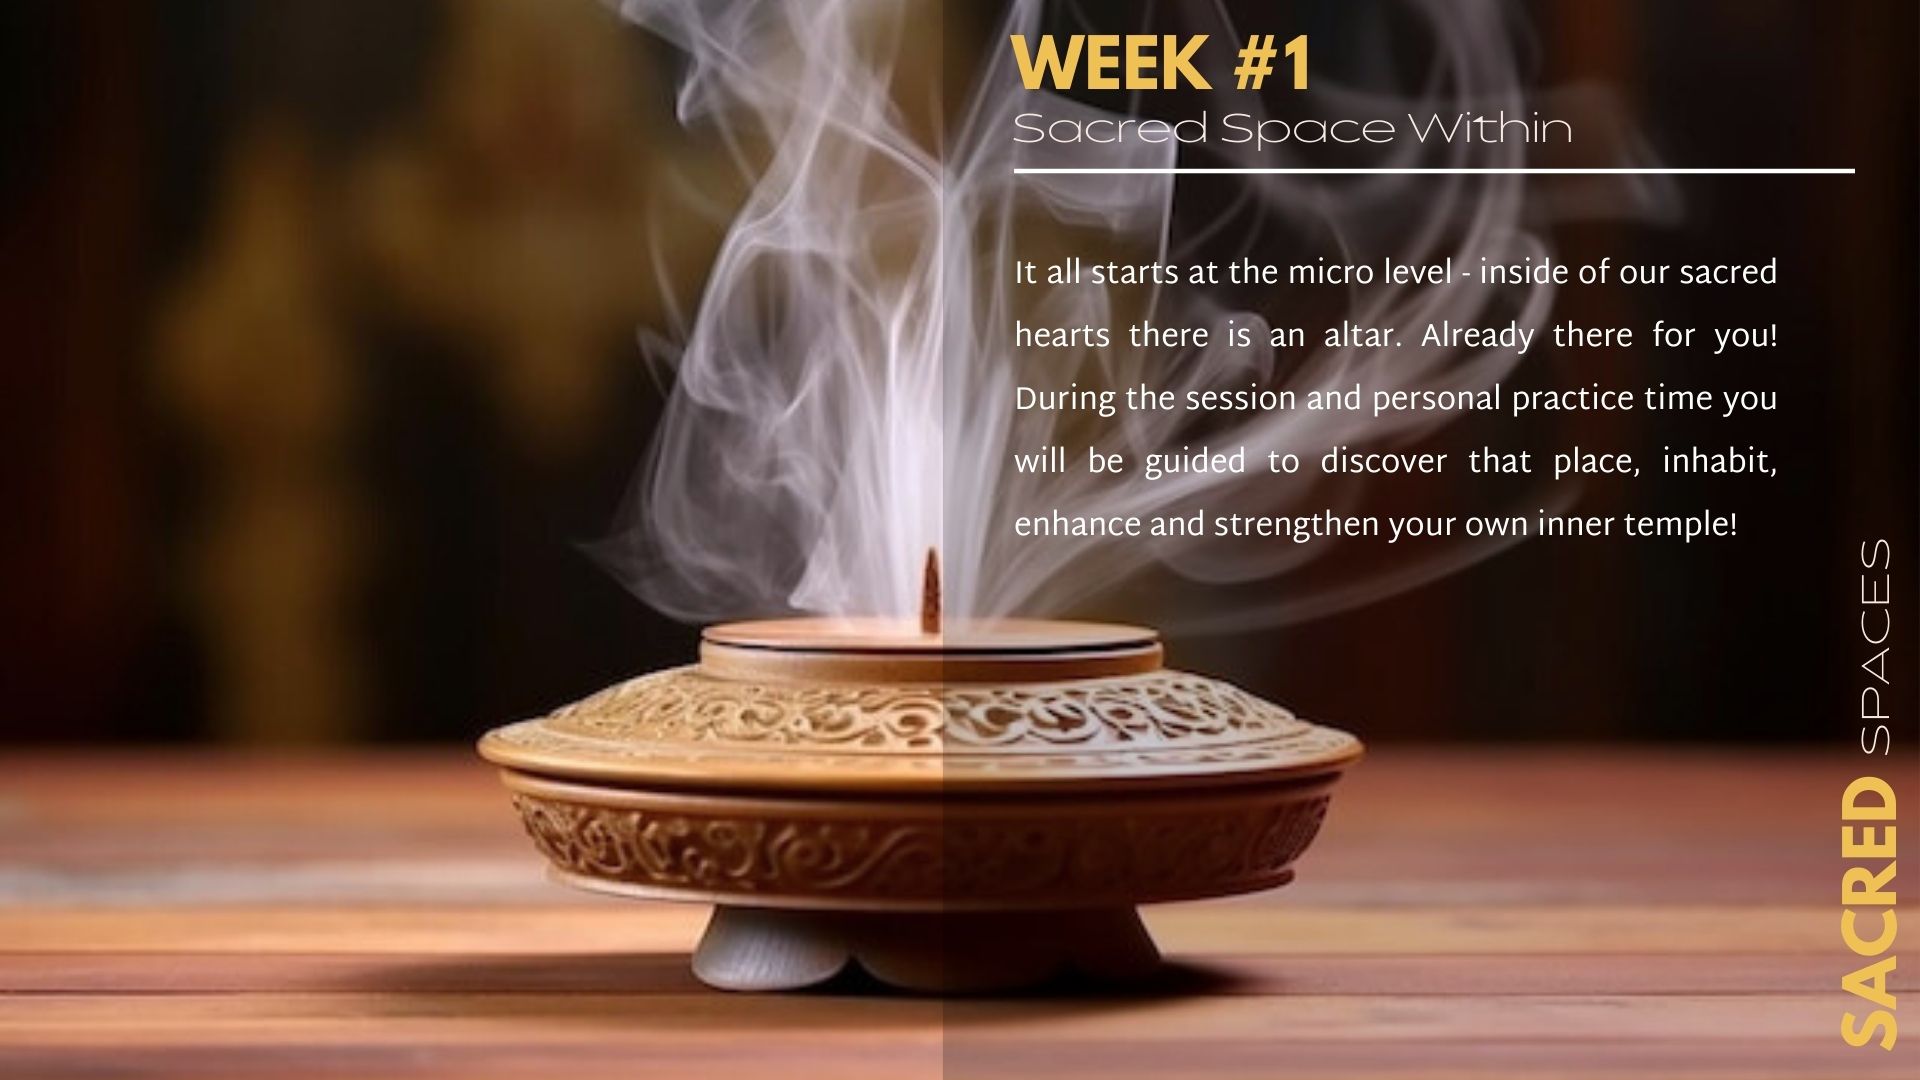 WEEK #1
Sacred Space Within
It all starts at the micro level - inside of our sacred
hearts there is an altar. Already there for you!
During the session and personal practice time you
will be guided to discover that place, inhabit,
enhance and strengthen your own inner temple!
SACRED SPACES